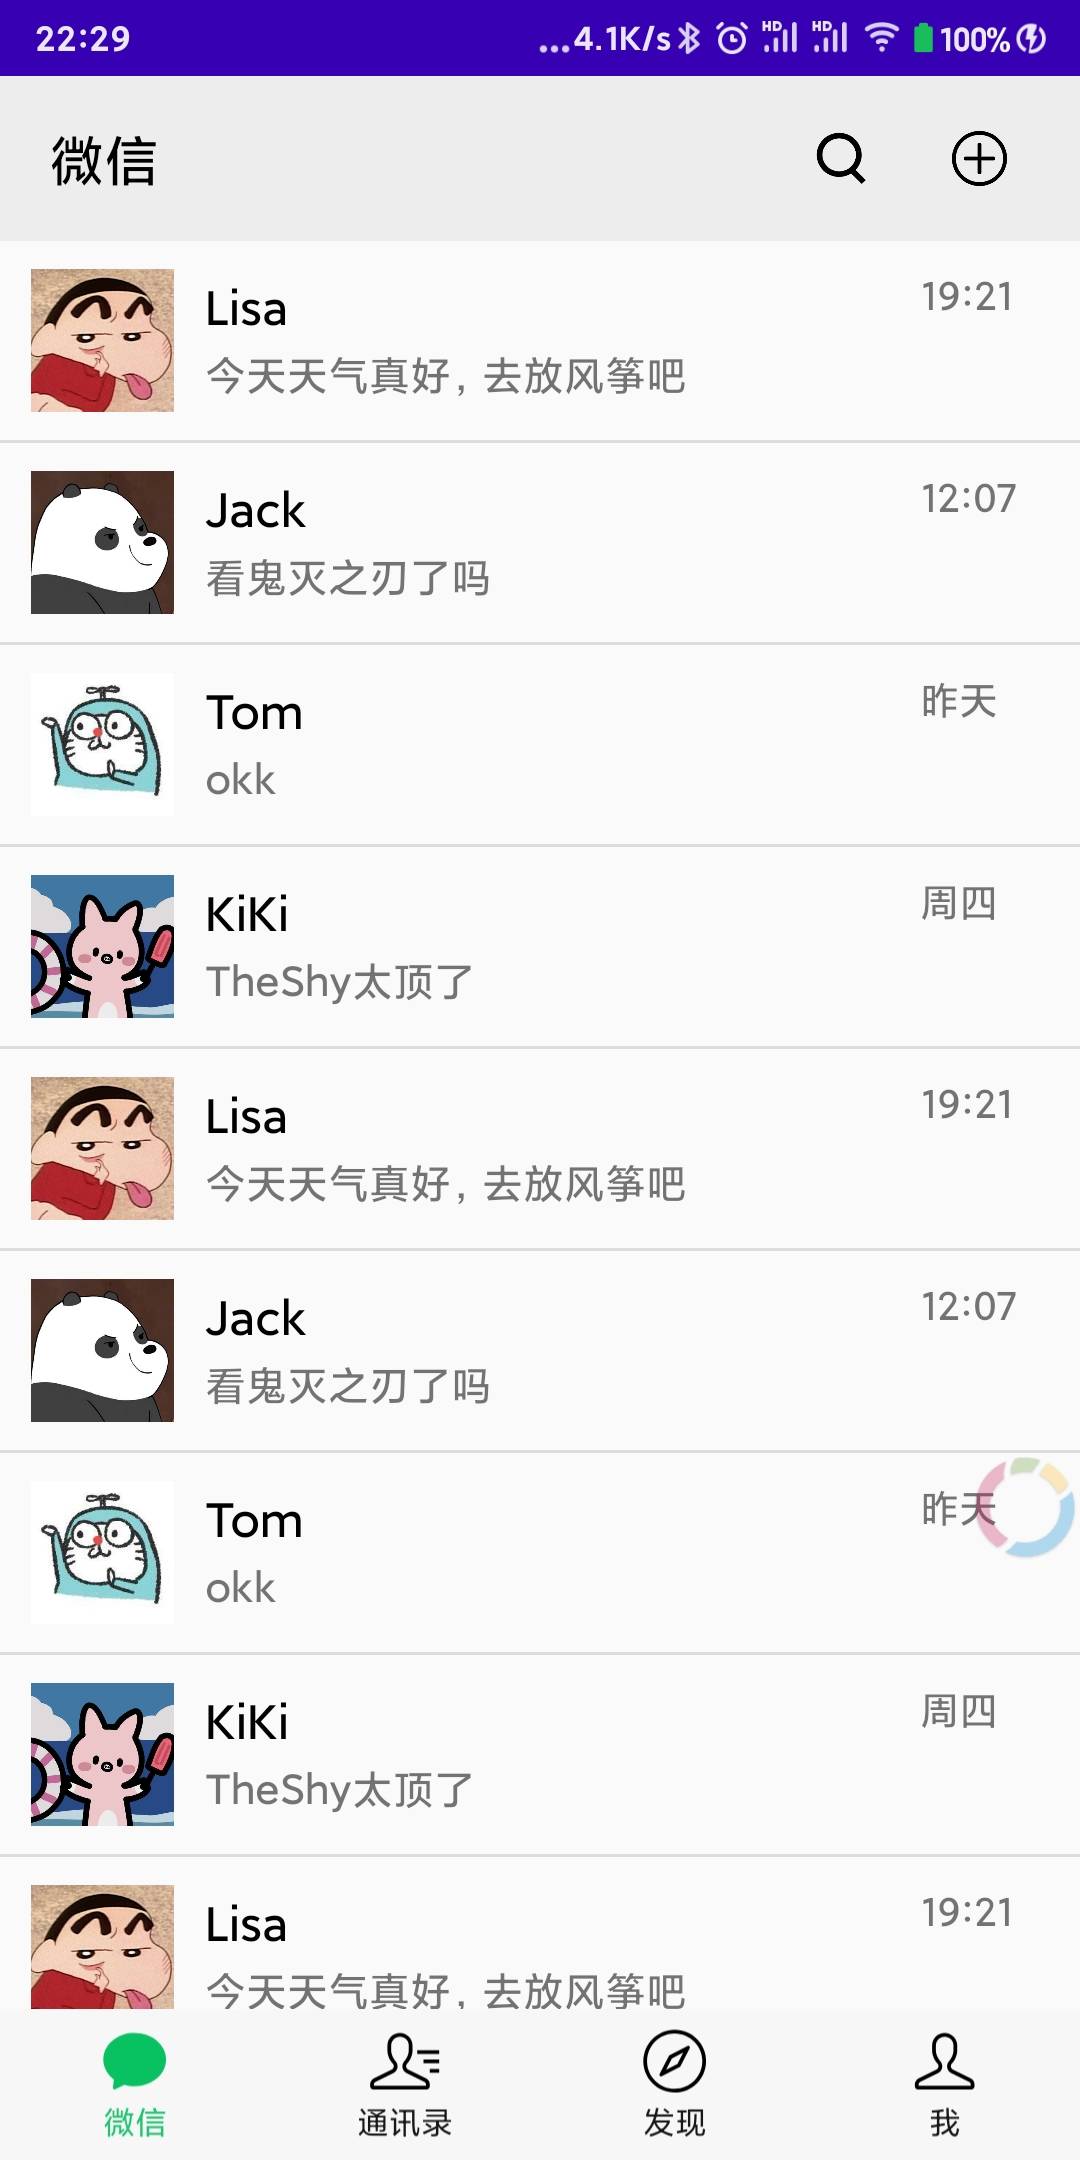 22:29 ...4.1K/s HD HD 100%
微信
Lisa 19:21
今天天气真好，去放风筝吧
Jack 12:07
看鬼灭之刃了吗
Tom 昨天
okk
KiKi 周四
TheShy太顶了
Lisa 19:21
今天天气真好，去放风筝吧
Jack 12:07
看鬼灭之刃了吗
Tom 昨天
okk
KiKi 周四
TheShy太顶了
Lisa 19:21
今天天气真好，去放风筝吧
微信 通讯录 发现 我